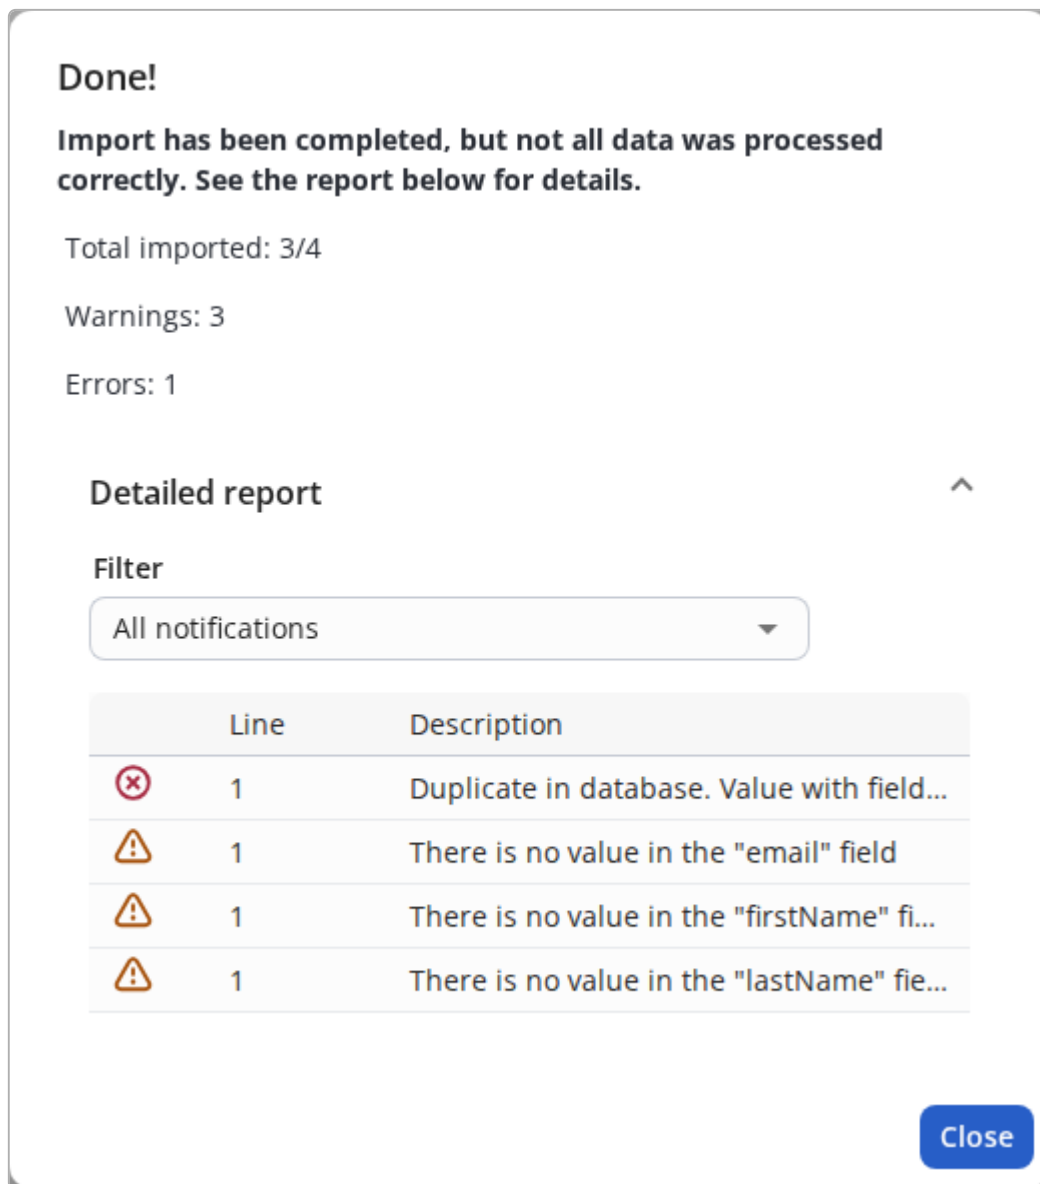 Done!
Import has been completed, but not all data was processed
correctly. See the report below for details.
Total imported: 3/4
Warnings: 3
Errors: 1
Detailed report
Filter
All notifications
Line Description
1 Duplicate in database. Value with field...
1 There is no value in the "email" field
1 There is no value in the "firstName" fi...
1 There is no value in the "lastName" fie...
Close